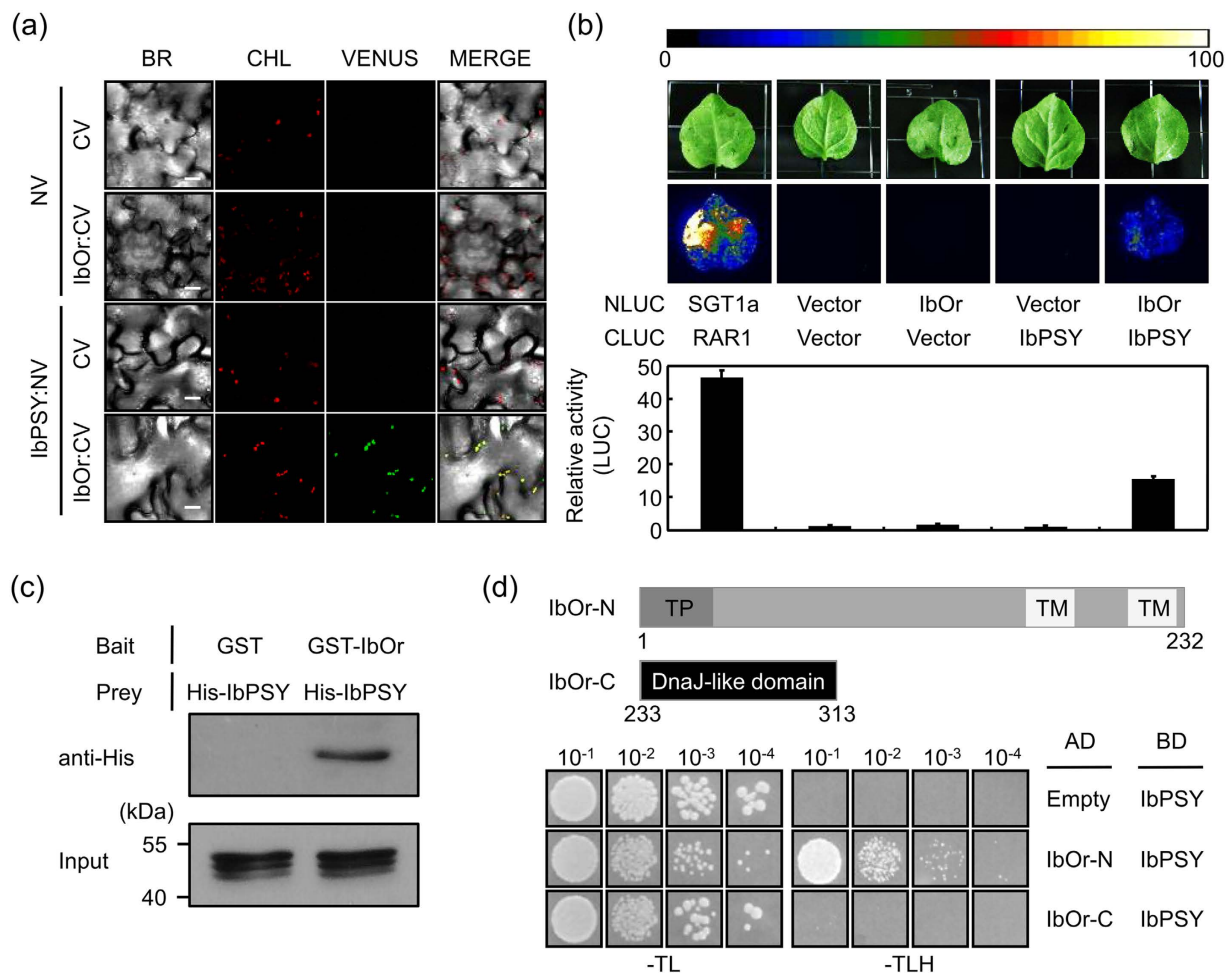 (a)
BR CHL VENUS MERGE
NV
CV
IbOr:CV
IbPSY:NV
CV
IbOr:CV
(b)
0 100
NLUC SGT1a Vector IbOr Vector IbOr
CLUC RAR1 Vector Vector IbPSY IbPSY
Relative activity
(LUC)
50
40
30
20
10
0
(c)
Bait GST GST-IbOr
Prey His-IbPSY His-IbPSY
anti-His
(kDa)
55
Input
40
(d)
IbOr-N TP TM TM
1 232
IbOr-C DnaJ-like domain
233 313
10-1 10-2 10-3 10-4 10-1 10-2 10-3 10-4 AD BD
Empty IbPSY
IbOr-N IbPSY
IbOr-C IbPSY
-TL -TLH